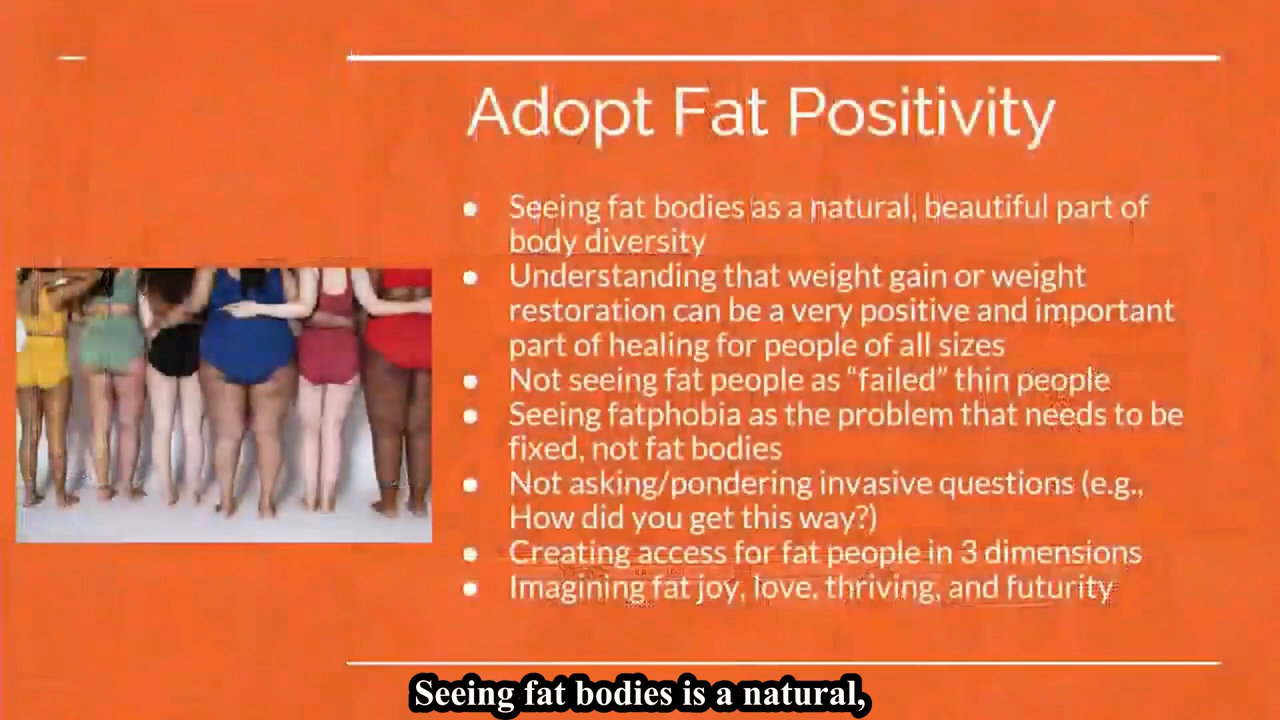 Adopt Fat Positivity
● Seeing fat bodies as a natural, beautiful part of
body diversity
● Understanding that weight gain or weight
restoration can be a very positive and important
part of healing for people of all sizes
● Not seeing fat people as “failed” thin people
● Seeing fatphobia as the problem that needs to be
fixed, not fat bodies
● Not asking/pondering invasive questions (e.g.,
How did you get this way?)
● Creating access for fat people in 3 dimensions
● Imagining fat joy, love, thriving, and futurity
Seeing fat bodies is a natural,